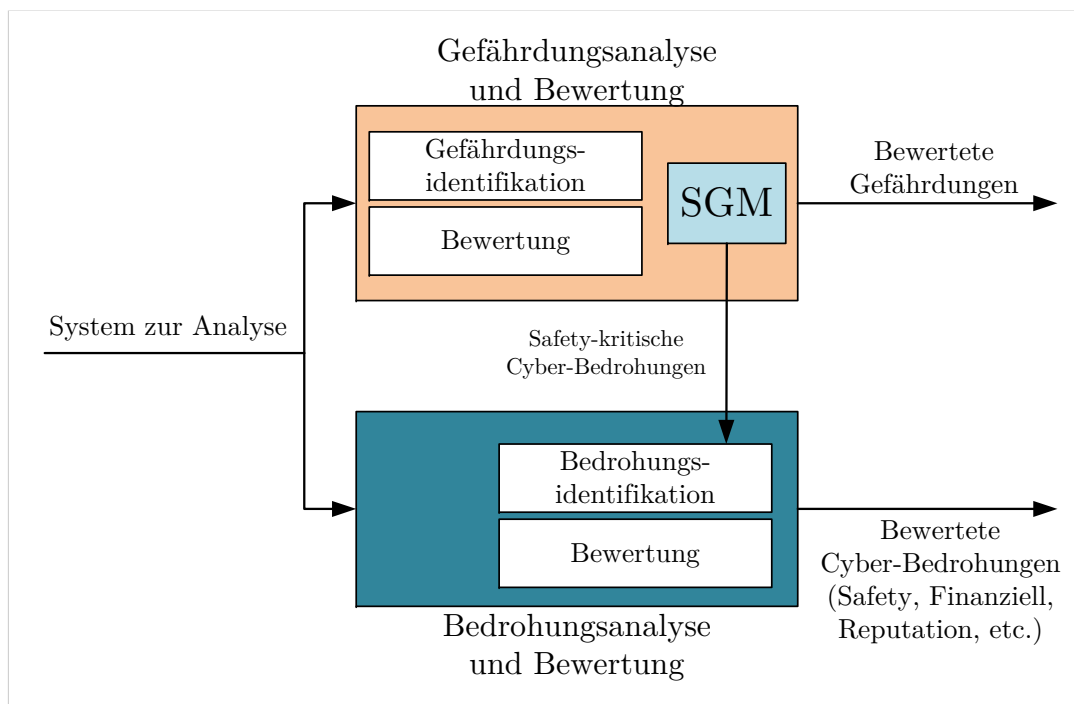 Gefährdungsanalyse
und Bewertung
Gefährdungs-
identifikation
Bewertung
SGM
Bewertete
Gefährdungen
System zur Analyse
Safety-kritische
Cyber-Bedrohungen
Bedrohungs-
identifikation
Bewertung
Bewertete
Cyber-Bedrohungen
(Safety, Finanziell,
Reputation, etc.)
Bedrohungsanalyse
und Bewertung